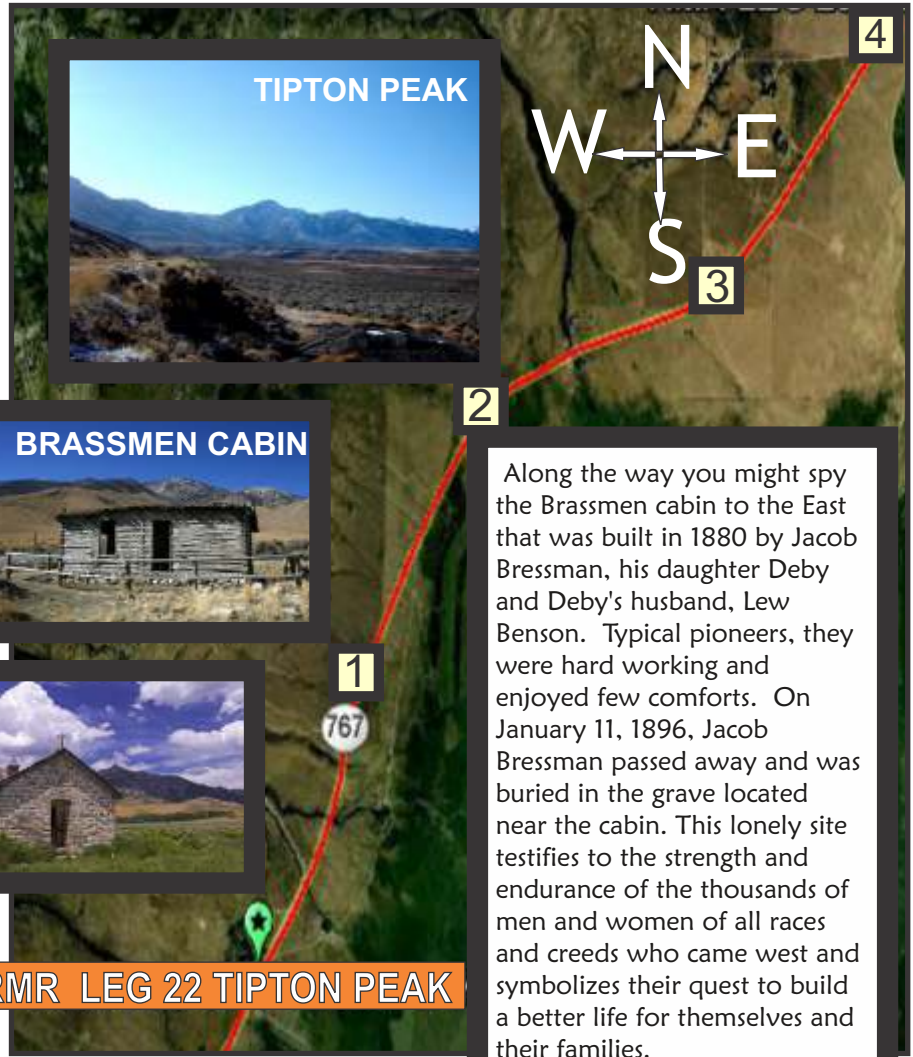 4
N
TIPTON PEAK
W E
S
3
2
BRASSMEN CABIN
Along the way you might spy
the Brassmen cabin to the East
that was built in 1880 by Jacob
Bressman, his daughter Deby
and Deby's husband, Lew
Benson. Typical pioneers, they
were hard working and
enjoyed few comforts. On
January 11, 1896, Jacob
Bressman passed away and was
buried in the grave located
near the cabin. This lonely site
testifies to the strength and
endurance of the thousands of
men and women of all races
and creeds who came west and
symbolizes their quest to build
a better life for themselves and
their families.
1
767
RMR LEG 22 TIPTON PEAK